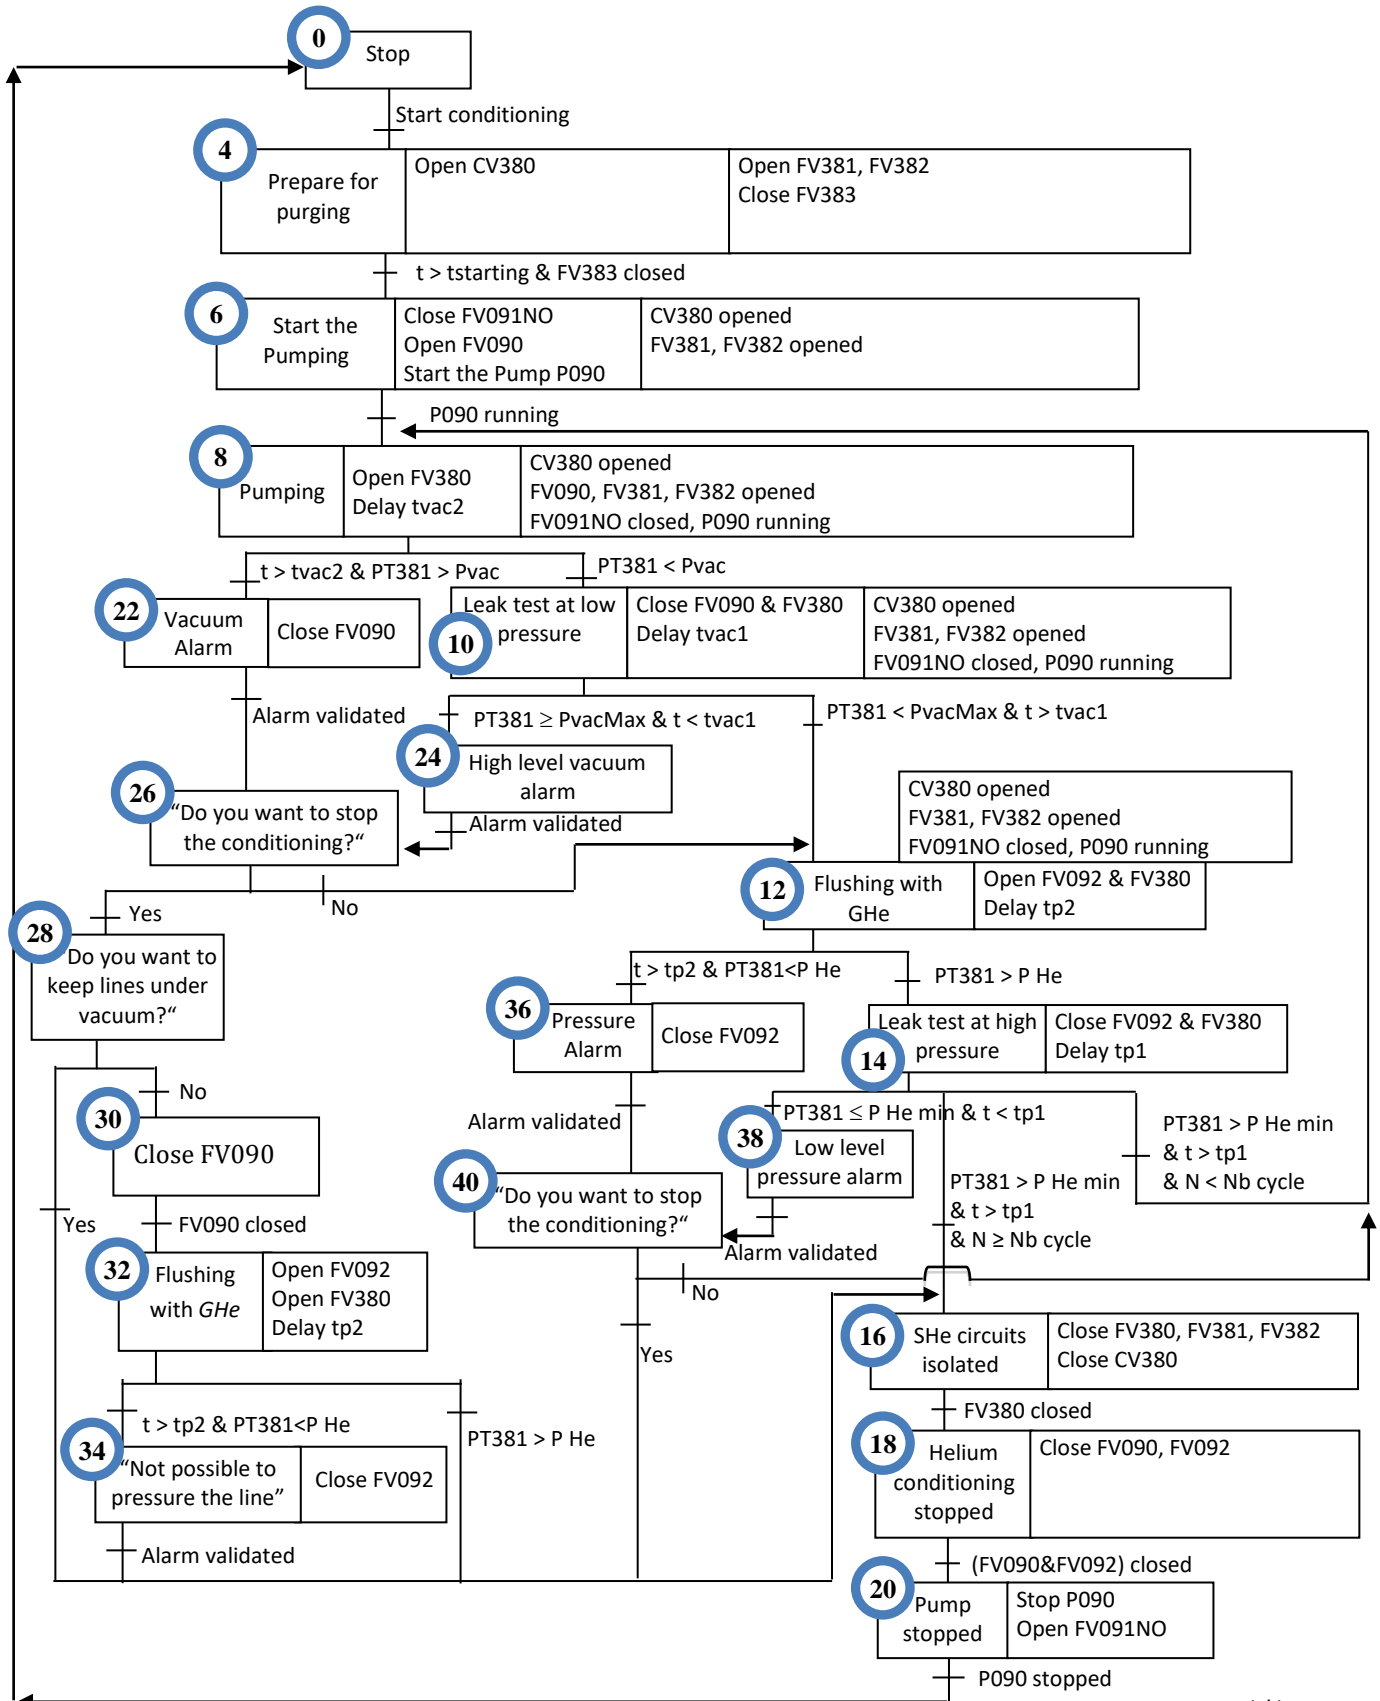 0
Stop
Start conditioning
4
Prepare for
purging
Open CV380
Open FV381, FV382
Close FV383
t > tstarting & FV383 closed
6
Start the
Pumping
Close FV091NO
Open FV090
Start the Pump P090
CV380 opened
FV381, FV382 opened
P090 running
8
Pumping
Open FV380
Delay tvac2
CV380 opened
FV090, FV381, FV382 opened
FV091NO closed, P090 running
t > tvac2 & PT381 > Pvac
PT381 < Pvac
22
Vacuum
Alarm
Close FV090
Leak test at low
pressure
10
Close FV090 & FV380
Delay tvac1
CV380 opened
FV381, FV382 opened
FV091NO closed, P090 running
Alarm validated
PT381 ≥ PvacMax & t < tvac1
PT381 < PvacMax & t > tvac1
24
High level vacuum
alarm
Alarm validated
26
"Do you want to stop
the conditioning?"
CV380 opened
FV381, FV382 opened
FV091NO closed, P090 running
12
Flushing with
GHe
Open FV092 & FV380
Delay tp2
No
Yes
28
"Do you want to
keep lines under
vacuum?"
t > tp2 & PT381<P He
PT381 > P He
36
Pressure
Alarm
Close FV092
Leak test at high
pressure
14
Close FV092 & FV380
Delay tp1
No
30
Close FV090
Alarm validated
PT381 ≤ P He min & t < tp1
38
Low level
pressure alarm
PT381 > P He min
& t > tp1
& N < Nb cycle
40
"Do you want to stop
the conditioning?"
PT381 > P He min
& t > tp1
& N ≥ Nb cycle
Alarm validated
Yes
FV090 closed
32
Flushing
with GHe
Open FV092
Open FV380
Delay tp2
No
Yes
16
SHe circuits
isolated
Close FV380, FV381, FV382
Close CV380
t > tp2 & PT381<P He
PT381 > P He
FV380 closed
34
"Not possible to
pressure the line"
Close FV092
18
Helium
conditioning
stopped
Close FV090, FV092
Alarm validated
(FV090&FV092) closed
20
Pump
stopped
Stop P090
Open FV091NO
P090 stopped